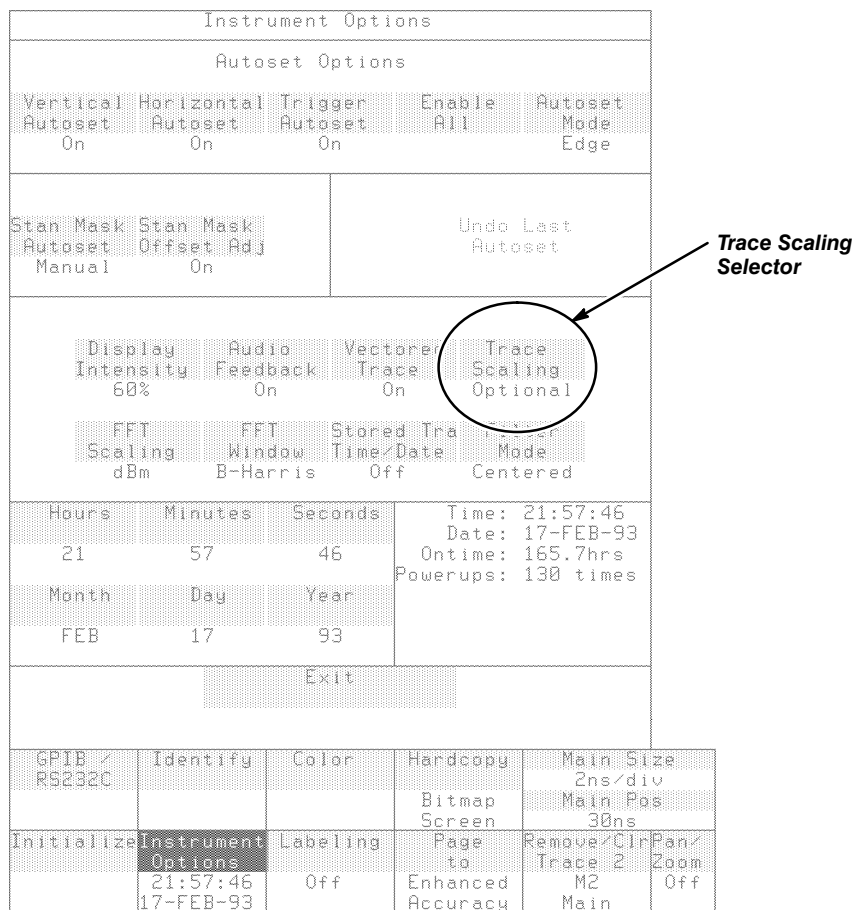 Instrument Options
Autoset Options
Vertical Horizontal Trigger Enable Autoset
Autoset Autoset Autoset All Mode
On On On Edge
Stan Mask Stan Mask Undo Last
Autoset Offset Adj Autoset
Manual On
Trace Scaling
Selector
Display Audio Vectored Trace
Intensity Feedback Trace Scaling
60% On On Optional
FFT FFT Stored Tra Filter
Scaling Window Time/Date Mode
dBm B-Harris Off Centered
Hours Minutes Seconds Time: 21:57:46
Date: 17-FEB-93
21 57 46 Ontime: 165.7hrs
Powerups: 130 times
Month Day Year
FEB 17 93
Exit
GPIB / Identify Color Hardcopy Main Size
RS232C 2ns/div
Bitmap Main Pos
Screen 30ns
Initialize Instrument Labeling Page Remove/Clr Pan/
Options to Trace 2 Zoom
21:57:46 Off Enhanced M2 Off
17-FEB-93 Accuracy Main